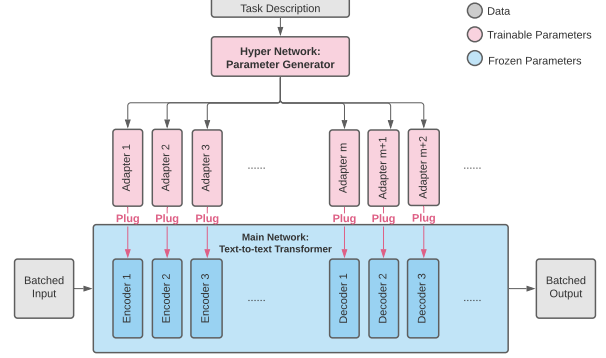 Task Description
Data
Trainable Parameters
Frozen Parameters
Hyper Network:
Parameter Generator
Adapter 1
Adapter 2
Adapter 3
......
Adapter m
Adapter m+1
Adapter m+2
......
Plug
Plug
Plug
Plug
Plug
Plug
Main Network:
Text-to-text Transformer
Batched
Input
Encoder 1
Encoder 2
Encoder 3
......
Decoder 1
Decoder 2
Decoder 3
......
Batched
Output